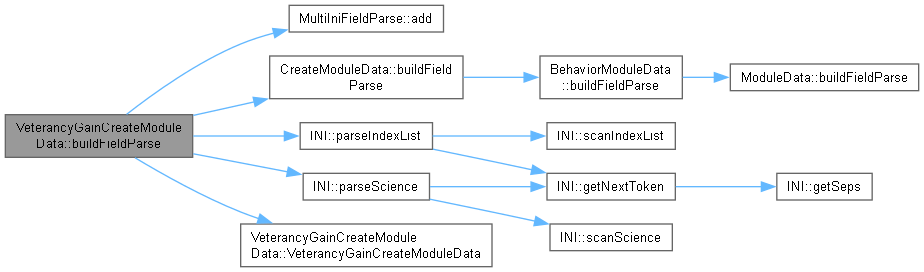 VeterancyGainCreateModule
Data::buildFieldParse
MultiIniFieldParse::add
CreateModuleData::buildField
Parse
BehaviorModuleData
::buildFieldParse
ModuleData::buildFieldParse
INI::parseIndexList
INI::scanIndexList
INI::parseScience
INI::getNextToken
INI::getSeps
INI::scanScience
VeterancyGainCreateModule
Data::VeterancyGainCreateModuleData